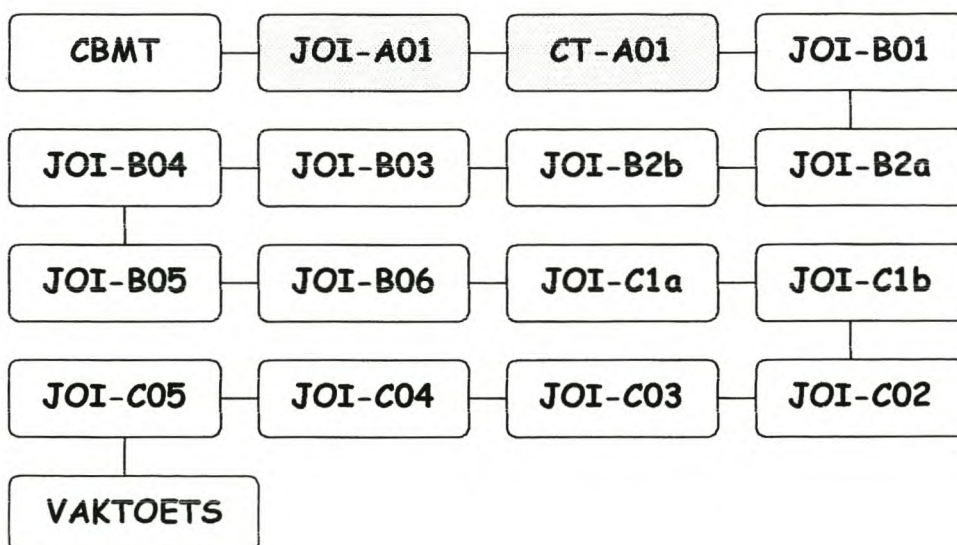 CBMT JOI-A01 CT-A01 JOI-B01
JOI-B04 JOI-B03 JOI-B2b JOI-B2a
JOI-B05 JOI-B06 JOI-C1a JOI-C1b
JOI-C05 JOI-C04 JOI-C03 JOI-C02
VAKTOETS